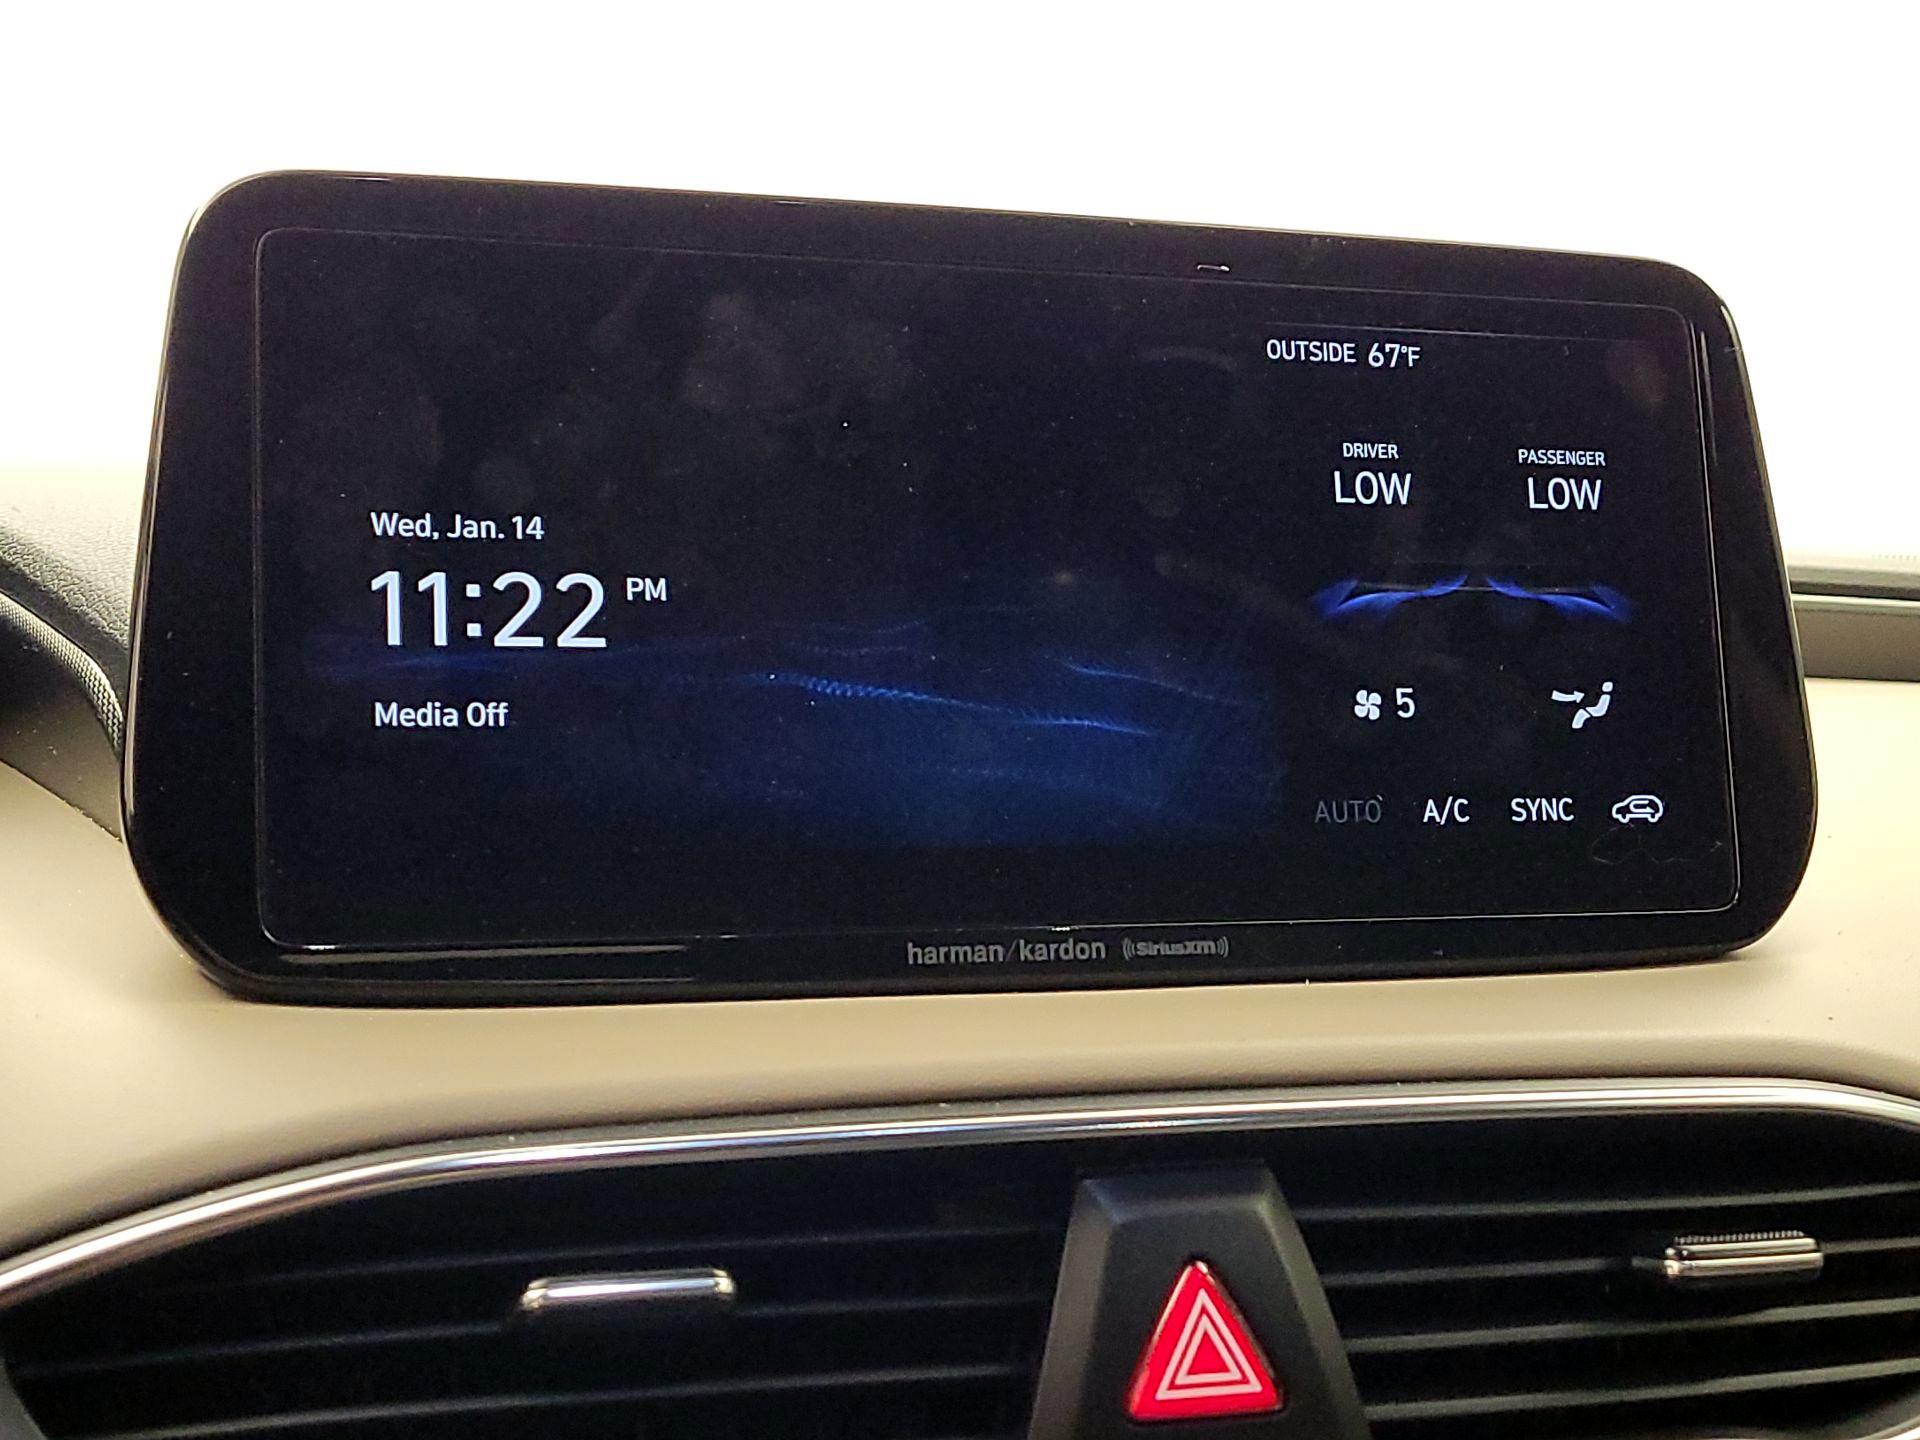 OUTSIDE 67°F
DRIVER
LOW
PASSENGER
LOW
Wed, Jan. 14
11:22 PM
Media Off
5
AUTO A/C SYNC
harman/kardon ((SiriusXM))